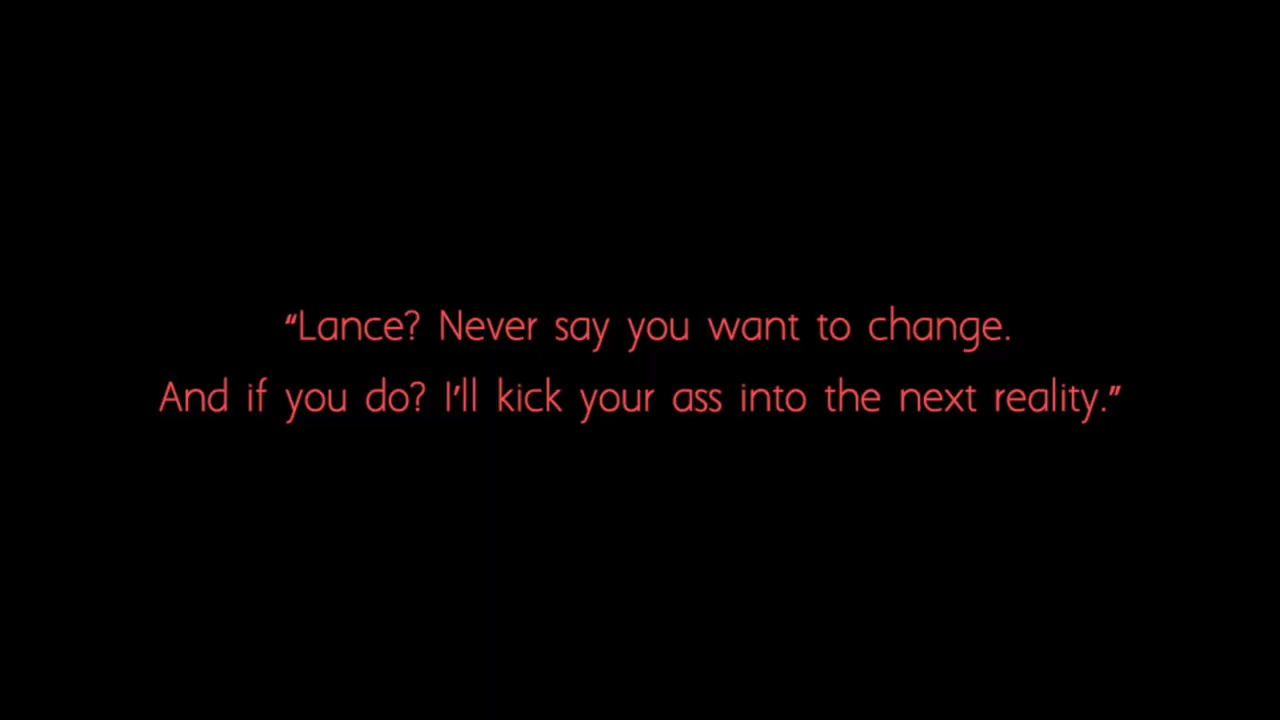 “Lance? Never say you want to change.
And if you do? I’ll kick your ass into the next reality.”